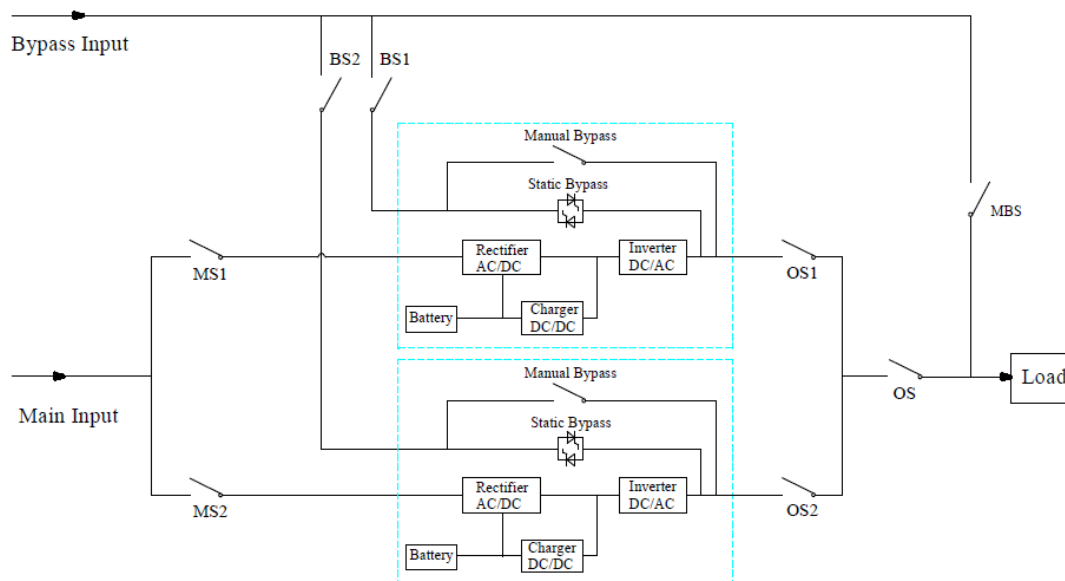 Bypass Input
BS2
BS1
Manual Bypass
Static Bypass
MBS
Rectifier
AC/DC
Inverter
DC/AC
MS1
OS1
Battery
Charger
DC/DC
Main Input
Manual Bypass
OS
Load
Static Bypass
Rectifier
AC/DC
Inverter
DC/AC
MS2
OS2
Battery
Charger
DC/DC